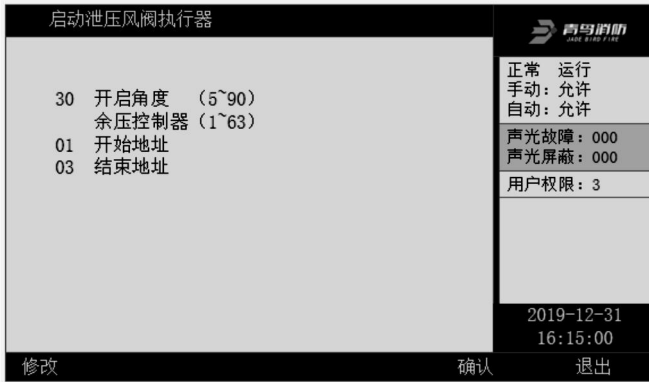 启动泄压风阀执行器
30 开启角度 （5~90）
余压控制器（1~63）
01 开始地址
03 结束地址
青鸟消防
JADE BIRD FIRE
正常 运行
手动：允许
自动：允许
声光故障：000
声光屏蔽：000
用户权限：3
2019-12-31
16:15:00
修改 确认 退出